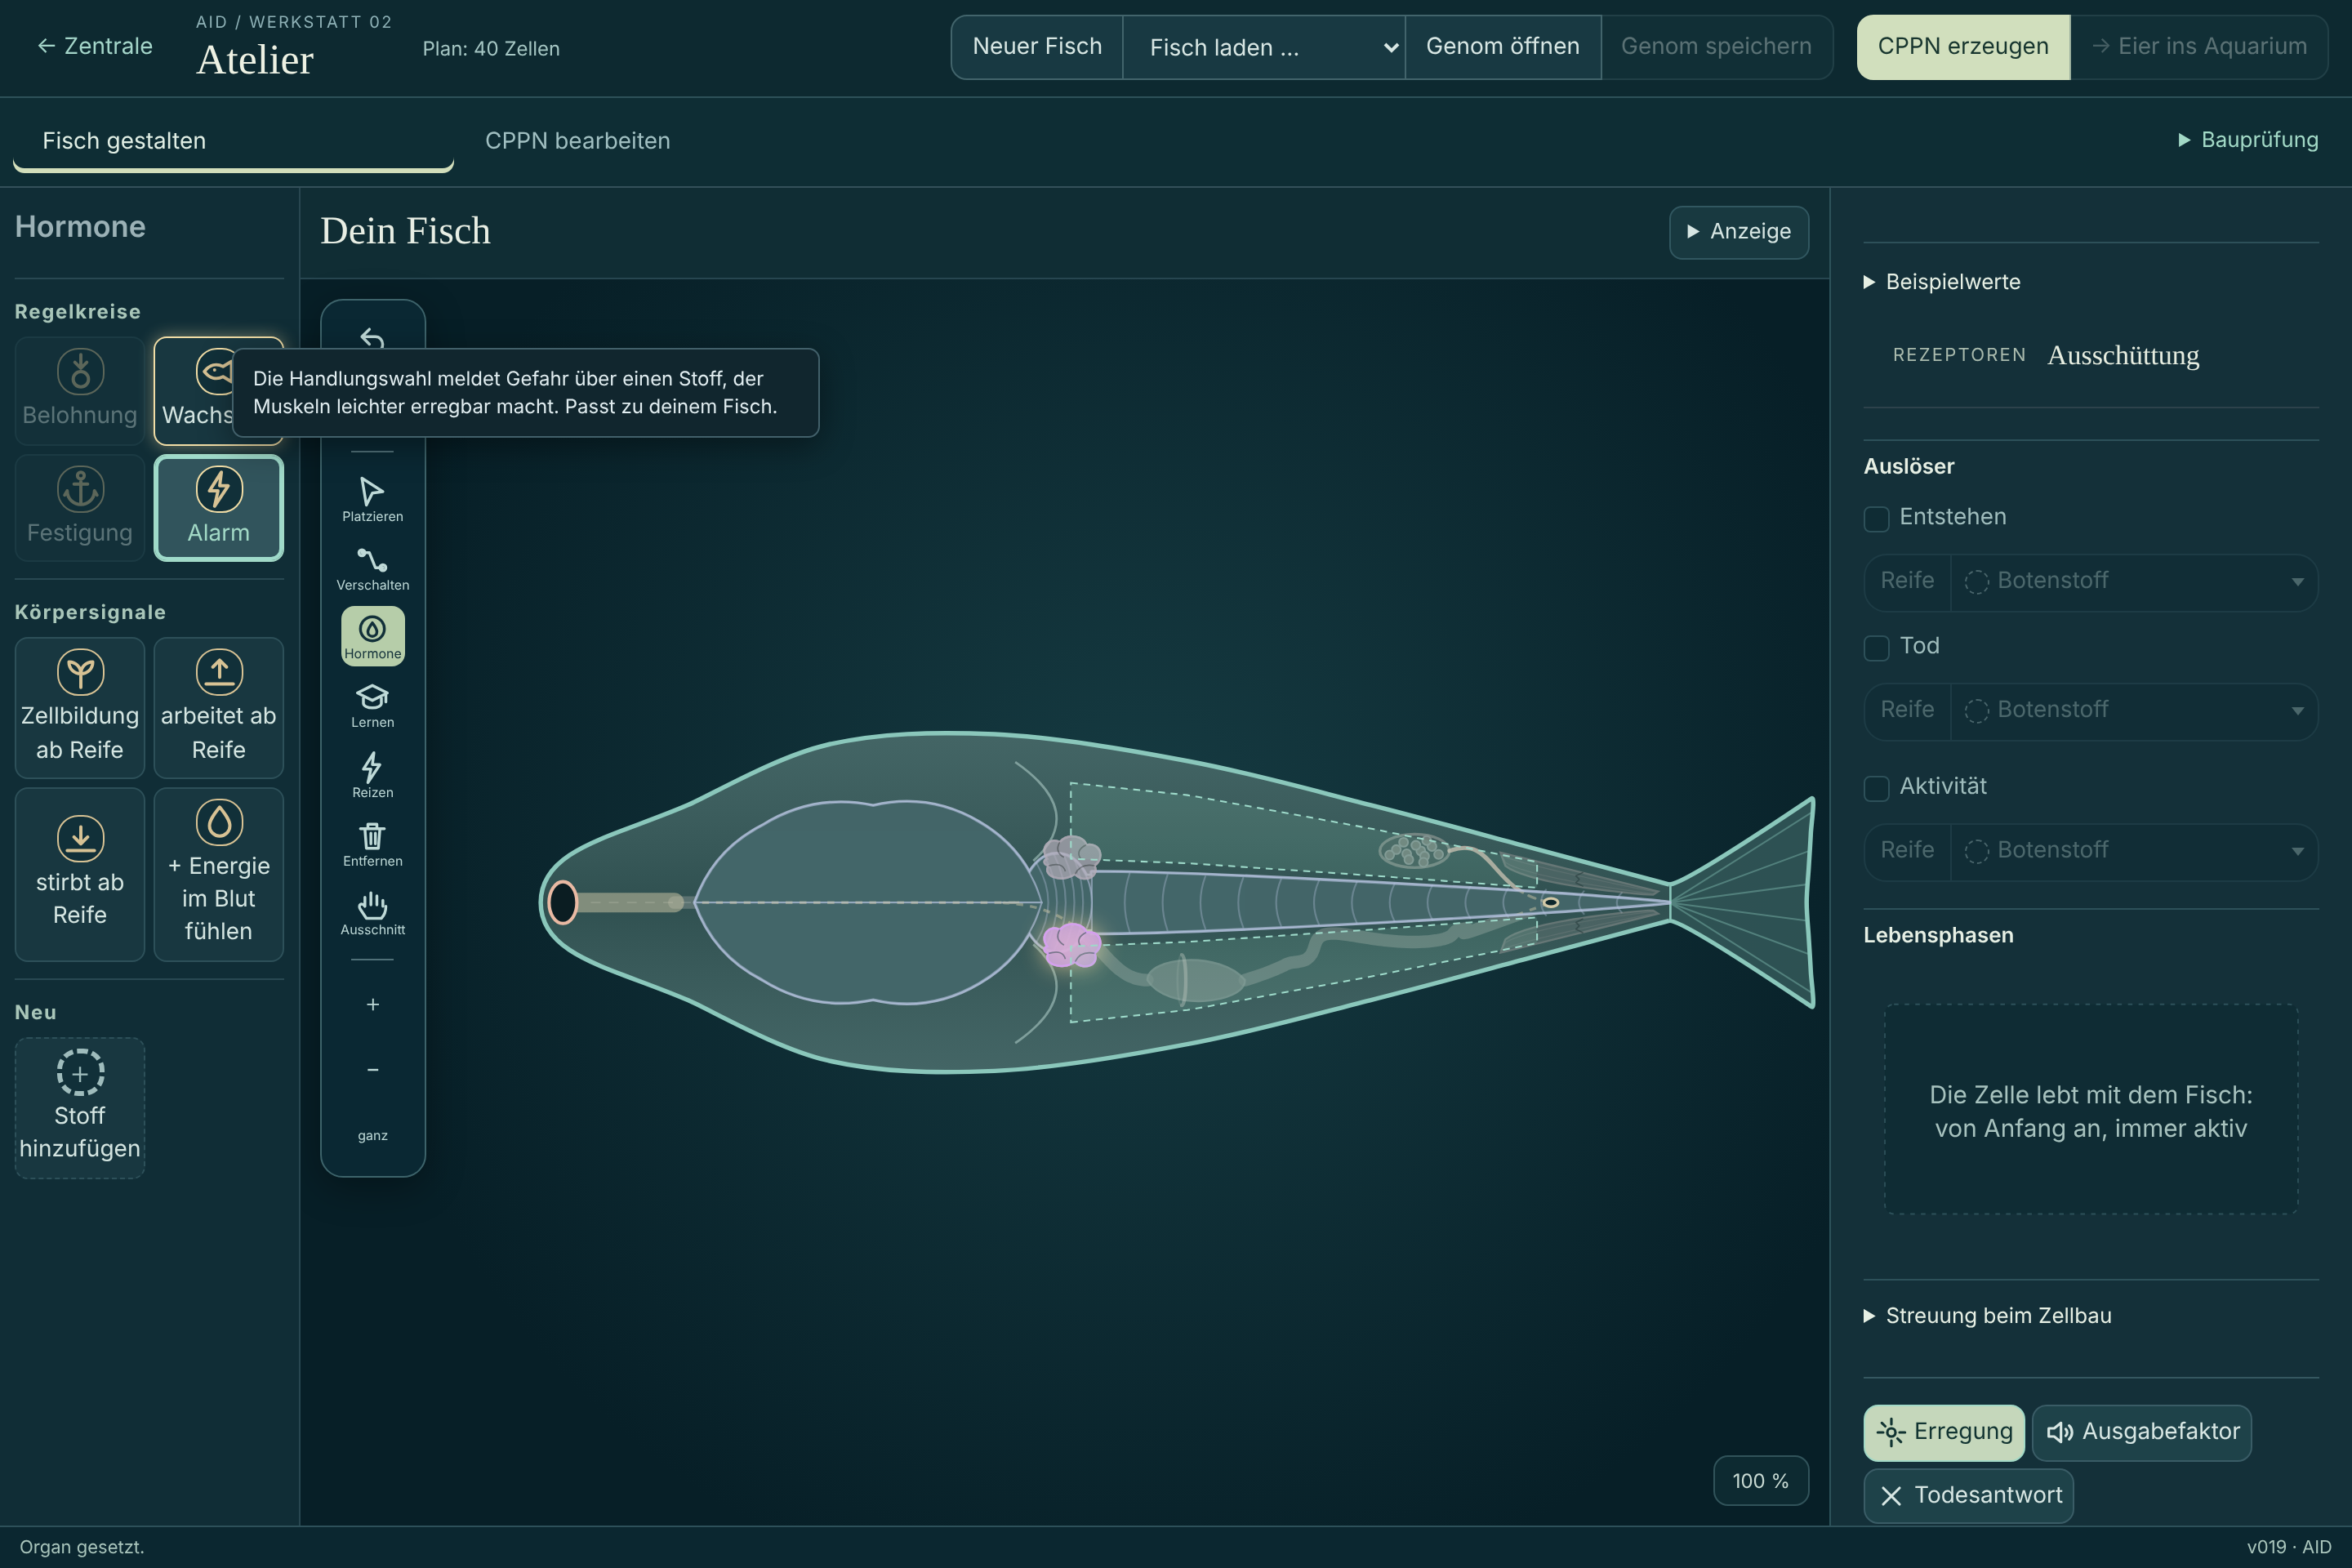 ← Zentrale
AID / WERKSTATT 02
Atelier
Plan: 40 Zellen
Neuer Fisch
Fisch laden ...
Genom öffnen
Genom speichern
CPPN erzeugen
→ Eier ins Aquarium
Fisch gestalten
CPPN bearbeiten
Bauprüfung
Hormone
Regelkreise
Belohnung
Wachs
Festigung
Alarm
Körpersignale
Zellbildung
ab Reife
arbeitet ab
Reife
stirbt ab
Reife
+ Energie
im Blut
fühlen
Neu
+
Stoff
hinzufügen
Dein Fisch
Anzeige
Die Handlungswahl meldet Gefahr über einen Stoff, der
Muskeln leichter erregbar macht. Passt zu deinem Fisch.
Platzieren
Verschalten
Hormone
Lernen
Reizen
Entfernen
Ausschnitt
+
−
ganz
100 %
Beispielwerte
REZEPTOREN Ausschüttung
Auslöser
Entstehen
Reife Botenstoff
Tod
Reife Botenstoff
Aktivität
Reife Botenstoff
Lebensphasen
Die Zelle lebt mit dem Fisch:
von Anfang an, immer aktiv
Streuung beim Zellbau
Erregung
Ausgabefaktor
Todesantwort
Organ gesetzt.
v019 · AID